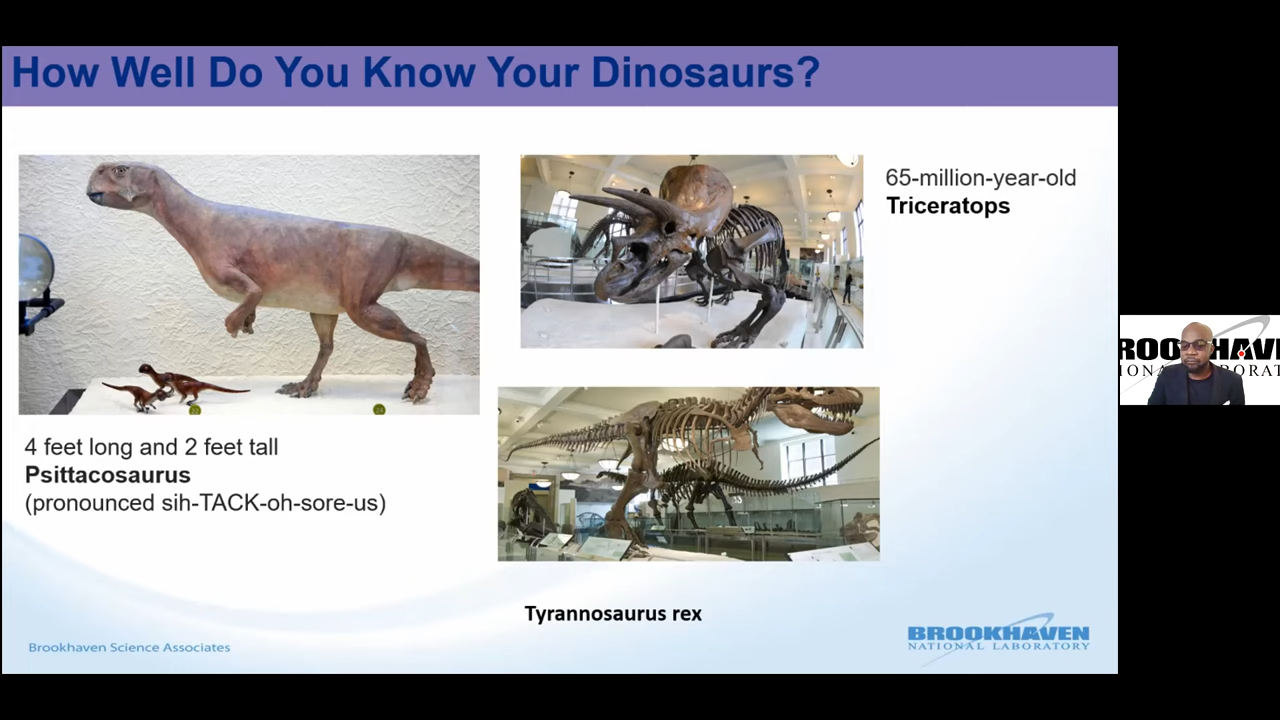 How Well Do You Know Your Dinosaurs?
65-million-year-old
Triceratops
4 feet long and 2 feet tall
Psittacosaurus
(pronounced sih-TACK-oh-sore-us)
Tyrannosaurus rex
Brookhaven Science Associates
BROOKHAVEN
NATIONAL LABORATORY